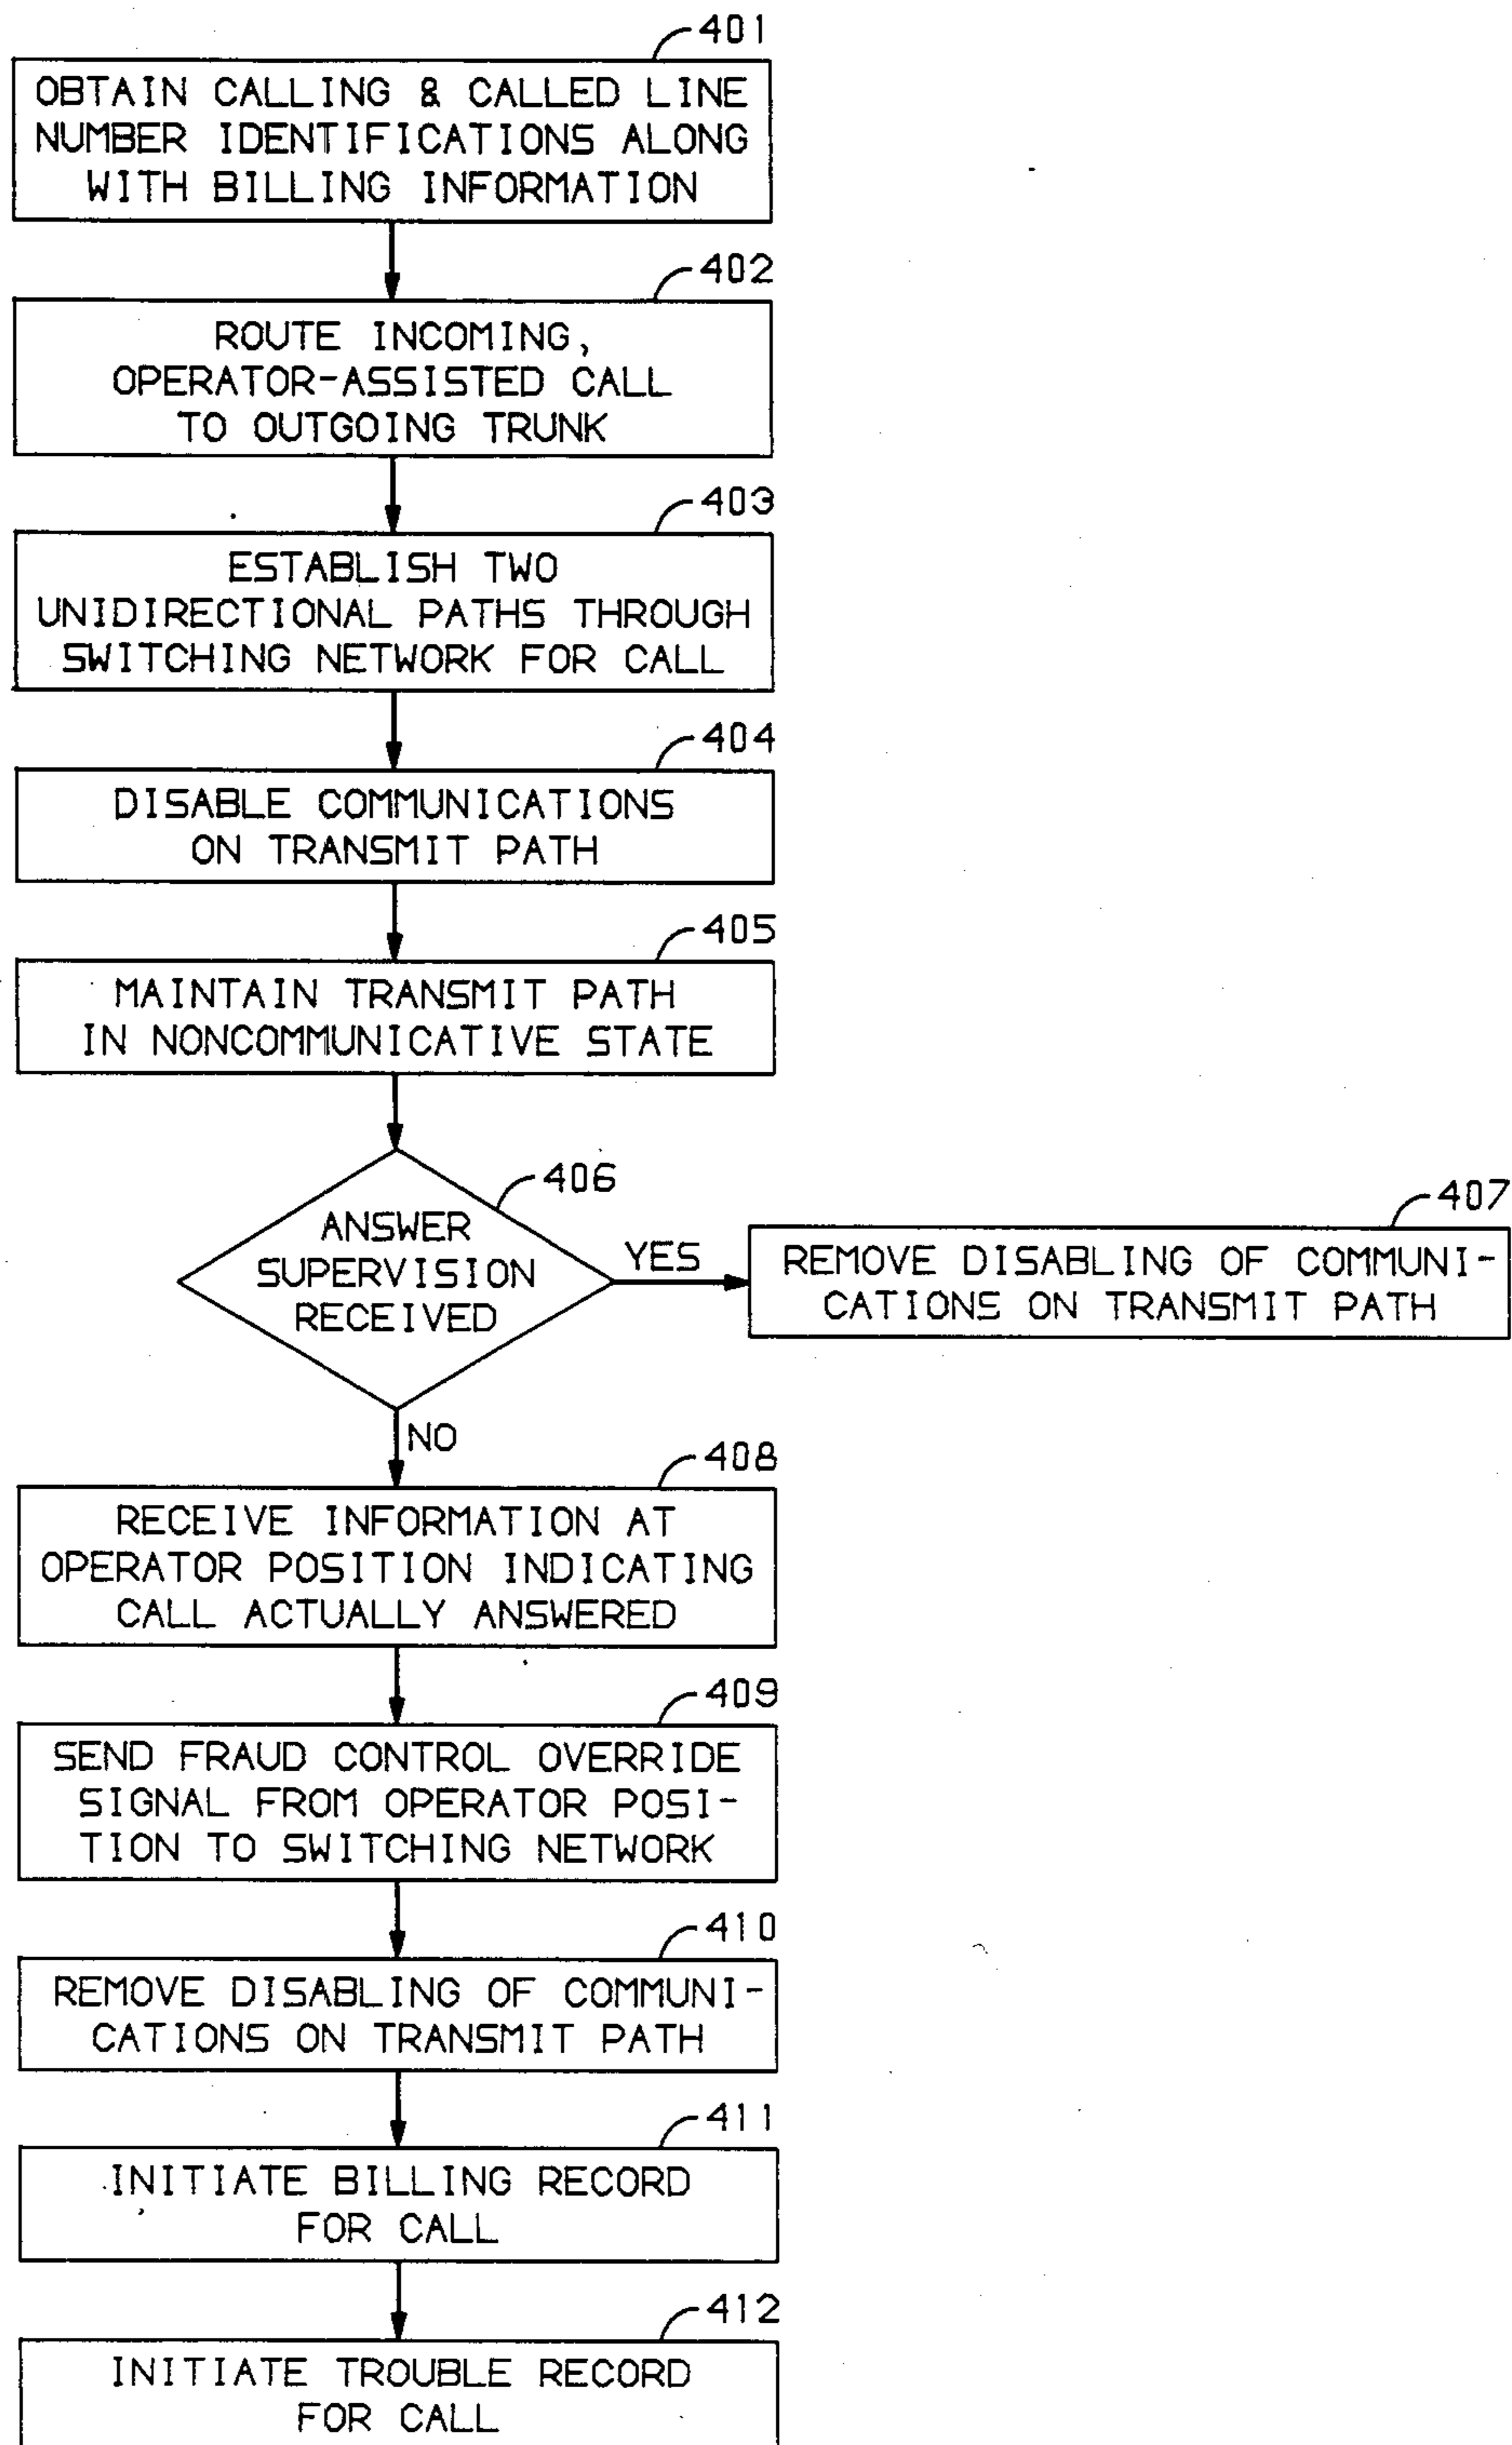 401
OBTAIN CALLING & CALLED LINE
NUMBER IDENTIFICATIONS ALONG
WITH BILLING INFORMATION
402
ROUTE INCOMING,
OPERATOR-ASSISTED CALL
TO OUTGOING TRUNK
403
ESTABLISH TWO
UNIDIRECTIONAL PATHS THROUGH
SWITCHING NETWORK FOR CALL
404
DISABLE COMMUNICATIONS
ON TRANSMIT PATH
405
MAINTAIN TRANSMIT PATH
IN NONCOMMUNICATIVE STATE
406
ANSWER
SUPERVISION
RECEIVED
YES
407
REMOVE DISABLING OF COMMUNI-
CATIONS ON TRANSMIT PATH
NO
408
RECEIVE INFORMATION AT
OPERATOR POSITION INDICATING
CALL ACTUALLY ANSWERED
409
SEND FRAUD CONTROL OVERRIDE
SIGNAL FROM OPERATOR POSI-
TION TO SWITCHING NETWORK
410
REMOVE DISABLING OF COMMUNI-
CATIONS ON TRANSMIT PATH
411
INITIATE BILLING RECORD
FOR CALL
412
INITIATE TROUBLE RECORD
FOR CALL